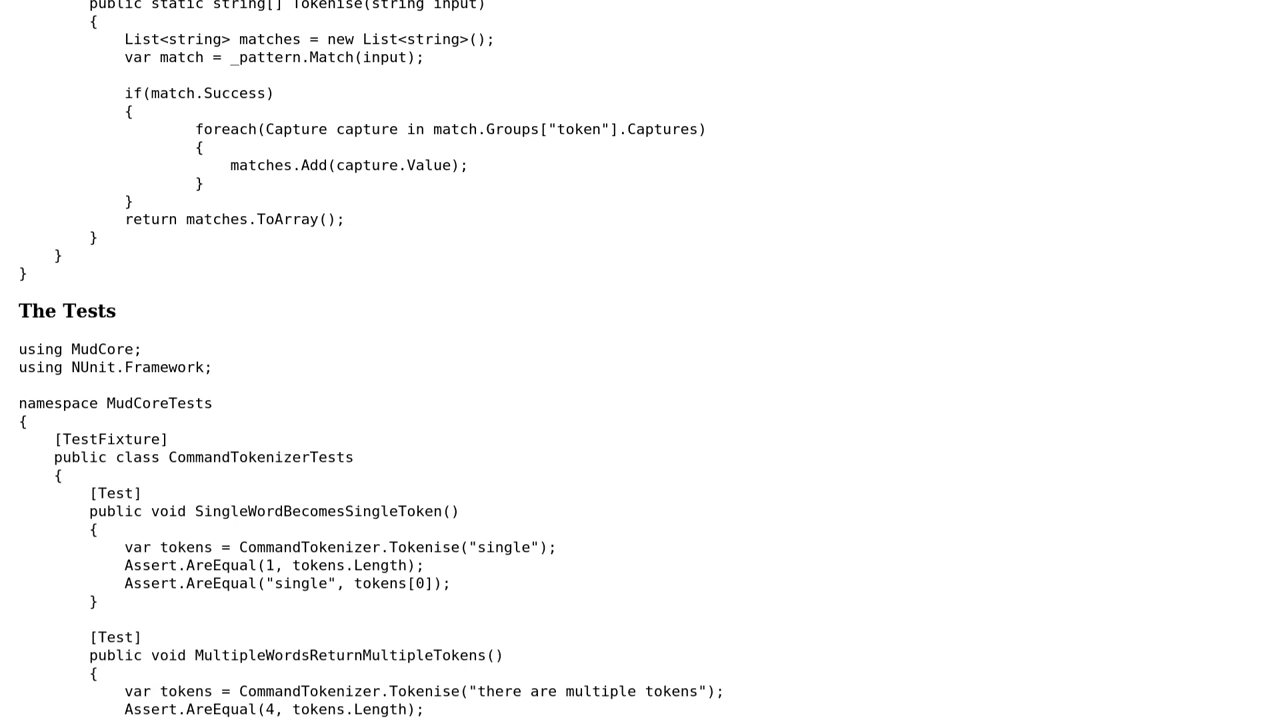 public static string[] Tokenise(string input)
{
List<string> matches = new List<string>();
var match = _pattern.Match(input);
if(match.Success)
{
foreach(Capture capture in match.Groups["token"].Captures)
{
matches.Add(capture.Value);
}
}
return matches.ToArray();
}
}
}
The Tests
using MudCore;
using NUnit.Framework;
namespace MudCoreTests
{
[TestFixture]
public class CommandTokenizerTests
{
[Test]
public void SingleWordBecomesSingleToken()
{
var tokens = CommandTokenizer.Tokenise("single");
Assert.AreEqual(1, tokens.Length);
Assert.AreEqual("single", tokens[0]);
}
[Test]
public void MultipleWordsReturnMultipleTokens()
{
var tokens = CommandTokenizer.Tokenise("there are multiple tokens");
Assert.AreEqual(4, tokens.Length);